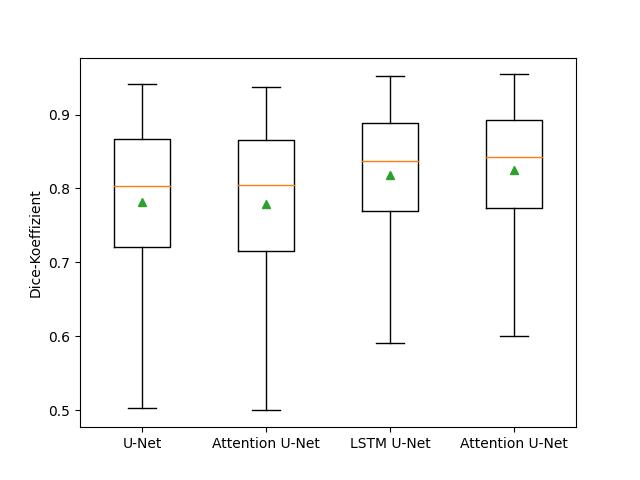 Dice-Koeffizient
0.9
0.8
0.7
0.6
0.5
U-Net
Attention U-Net
LSTM U-Net
Attention U-Net